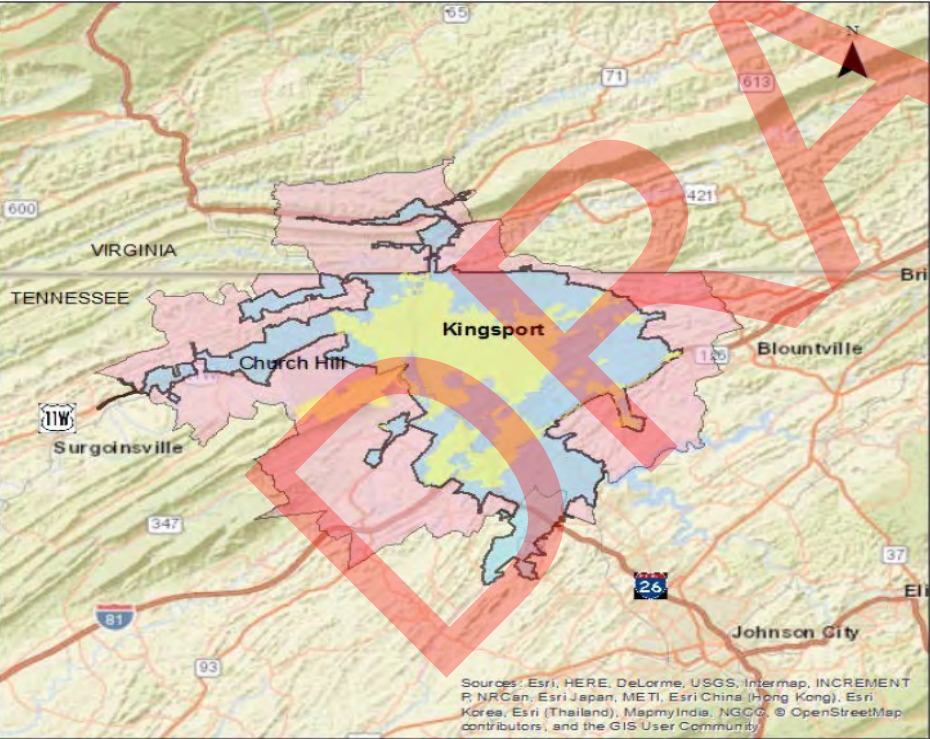 65
N
71
613
421
600
VIRGINIA
TENNESSEE
Bri
Kingsport
Church Hill
126
Blountville
11W
Surgoinsville
347
37
26
Eli
81
Johnson City
93
Sources: Esri, HERE, DeLorme, USGS, Intermap, INCREMENT
P, NRCan, Esri Japan, METI, Esri China (Hong Kong), Esri
Korea, Esri (Thailand), MapmyIndia, NGCC, © OpenStreetMap
contributors, and the GIS User Community
DRA